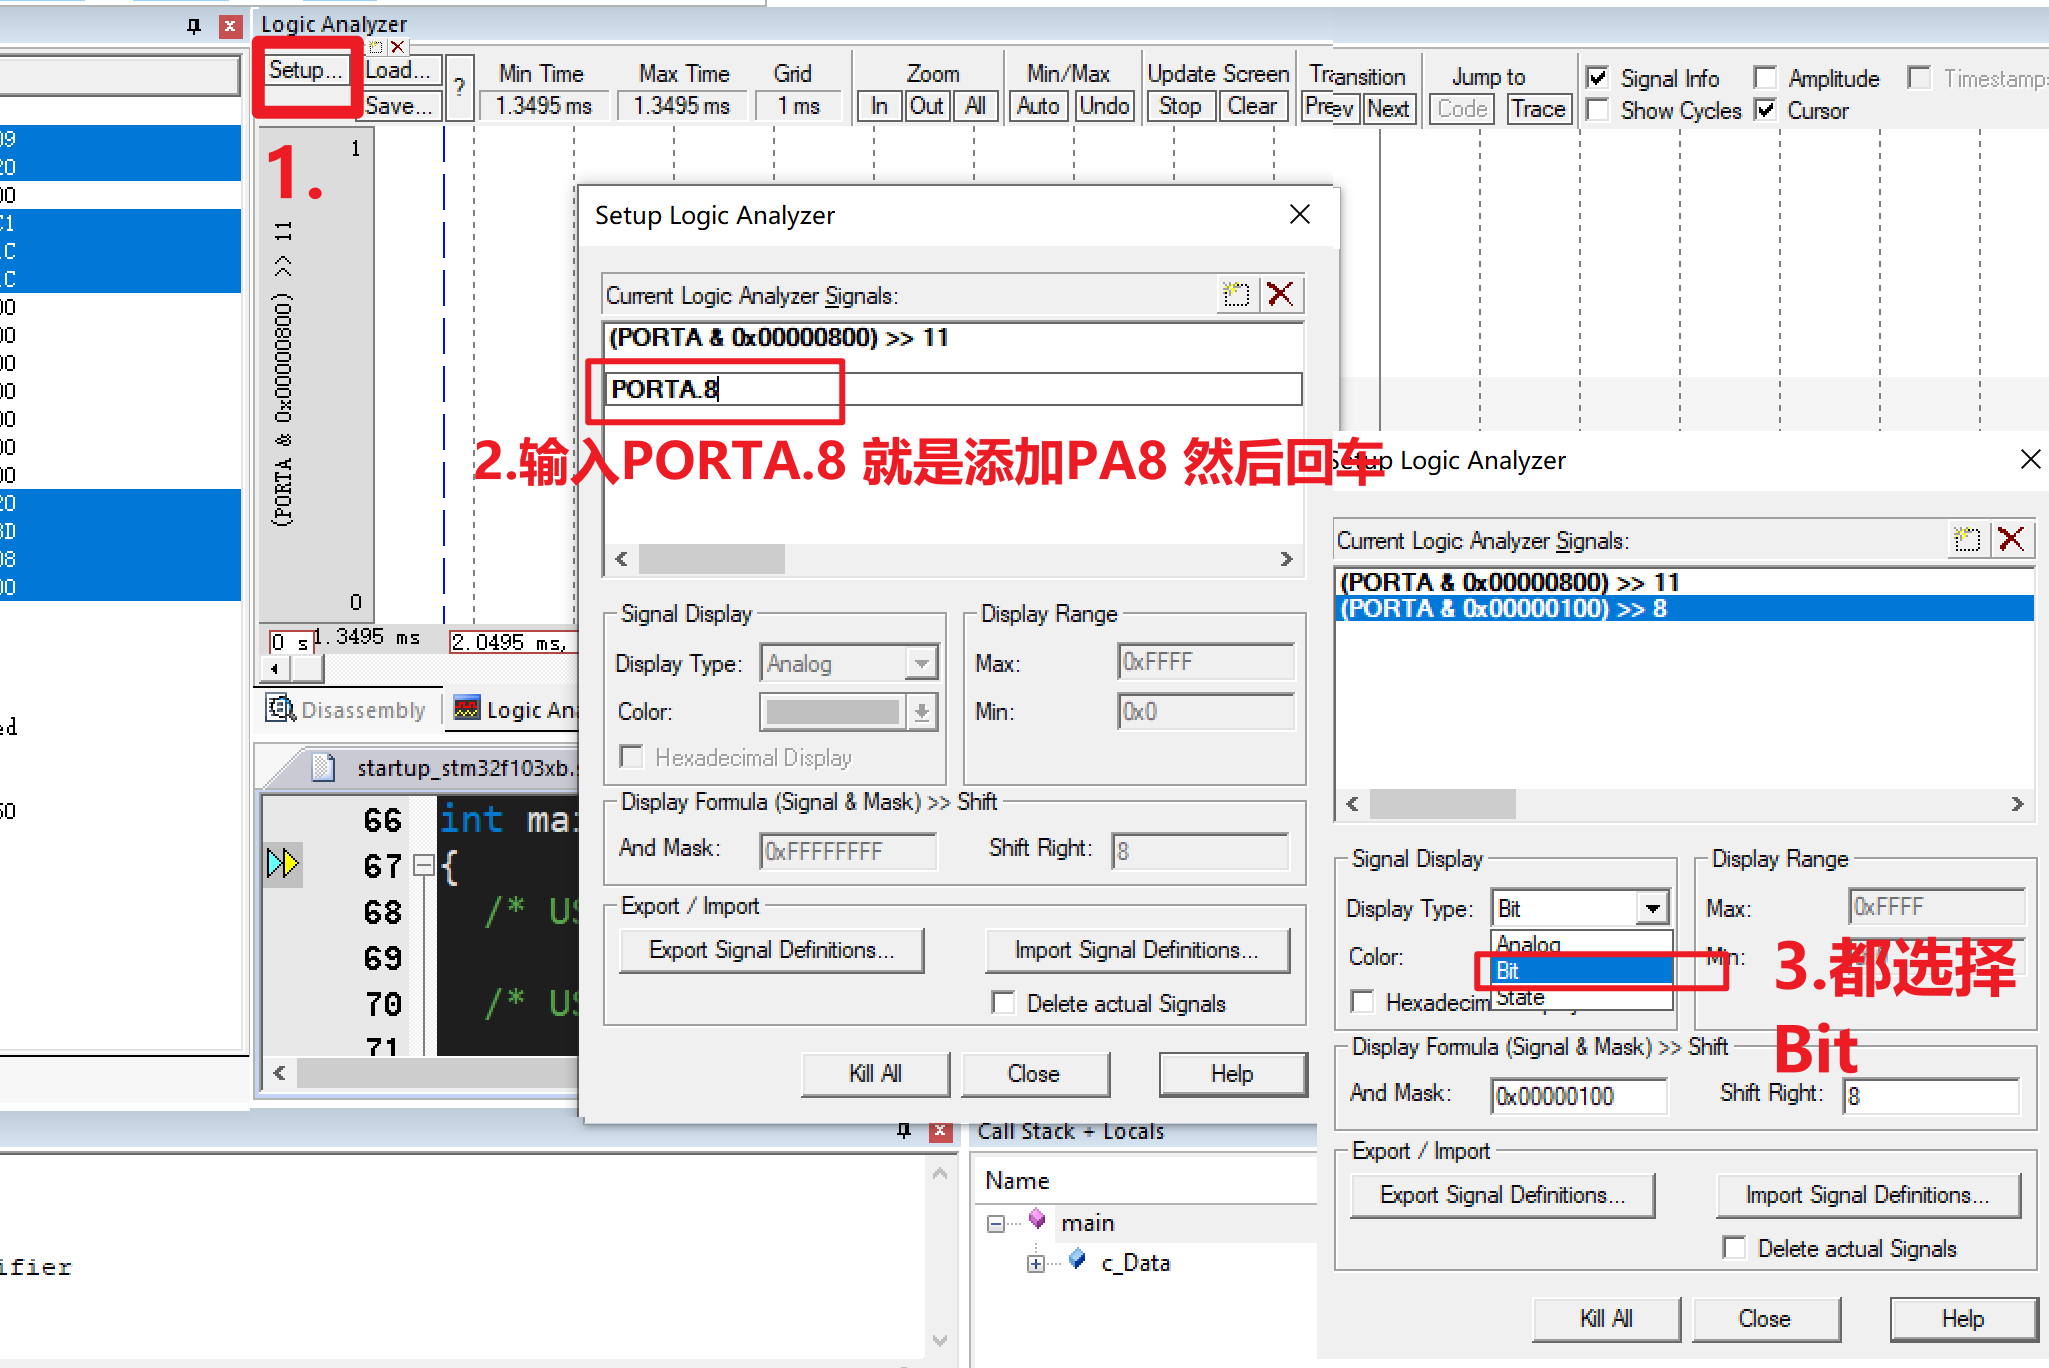 Logic Analyzer
Setup...
Load...
Save...
?
Min Time
1.3495 ms
Max Time
1.3495 ms
Grid
1 ms
Zoom
In Out All
Min/Max
Auto Undo
Update Screen
Stop Clear
Transition
Prev Next
Jump to
Code Trace
Signal Info
Show Cycles
Amplitude
Cursor
1.
1
(PORTA & 0x00000800) >> 11
0
0 s
1.3495 ms
2.0495 ms,
Disassembly
startup_stm32f103xb.
66 int
67 {
68 /*
69
70 /*
71
Setup Logic Analyzer
Current Logic Analyzer Signals:
(PORTA & 0x00000800) >> 11
PORTA.8
2.输入PORTA.8 就是添加PA8 然后回车
Signal Display
Display Type: Analog
Color:
Hexadecimal Display
Display Range
Max: 0xFFFF
Min: 0x0
Display Formula (Signal & Mask) >> Shift
And Mask: 0xFFFFFFFF
Shift Right: 8
Export / Import
Export Signal Definitions...
Import Signal Definitions...
Delete actual Signals
Kill All
Close
Help
Setup Logic Analyzer
Current Logic Analyzer Signals:
(PORTA & 0x00000800) >> 11
(PORTA & 0x00000100) >> 8
Signal Display
Display Type: Bit
Analog
Bit
State
Color:
Display Range
Max: 0xFFFF
Min:
3.都选择
Bit
Display Formula (Signal & Mask) >> Shift
And Mask: 0x00000100
Shift Right: 8
Export / Import
Export Signal Definitions...
Import Signal Definitions...
Delete actual Signals
Kill All
Close
Help
Call Stack + Locals
Name
main
c_Data